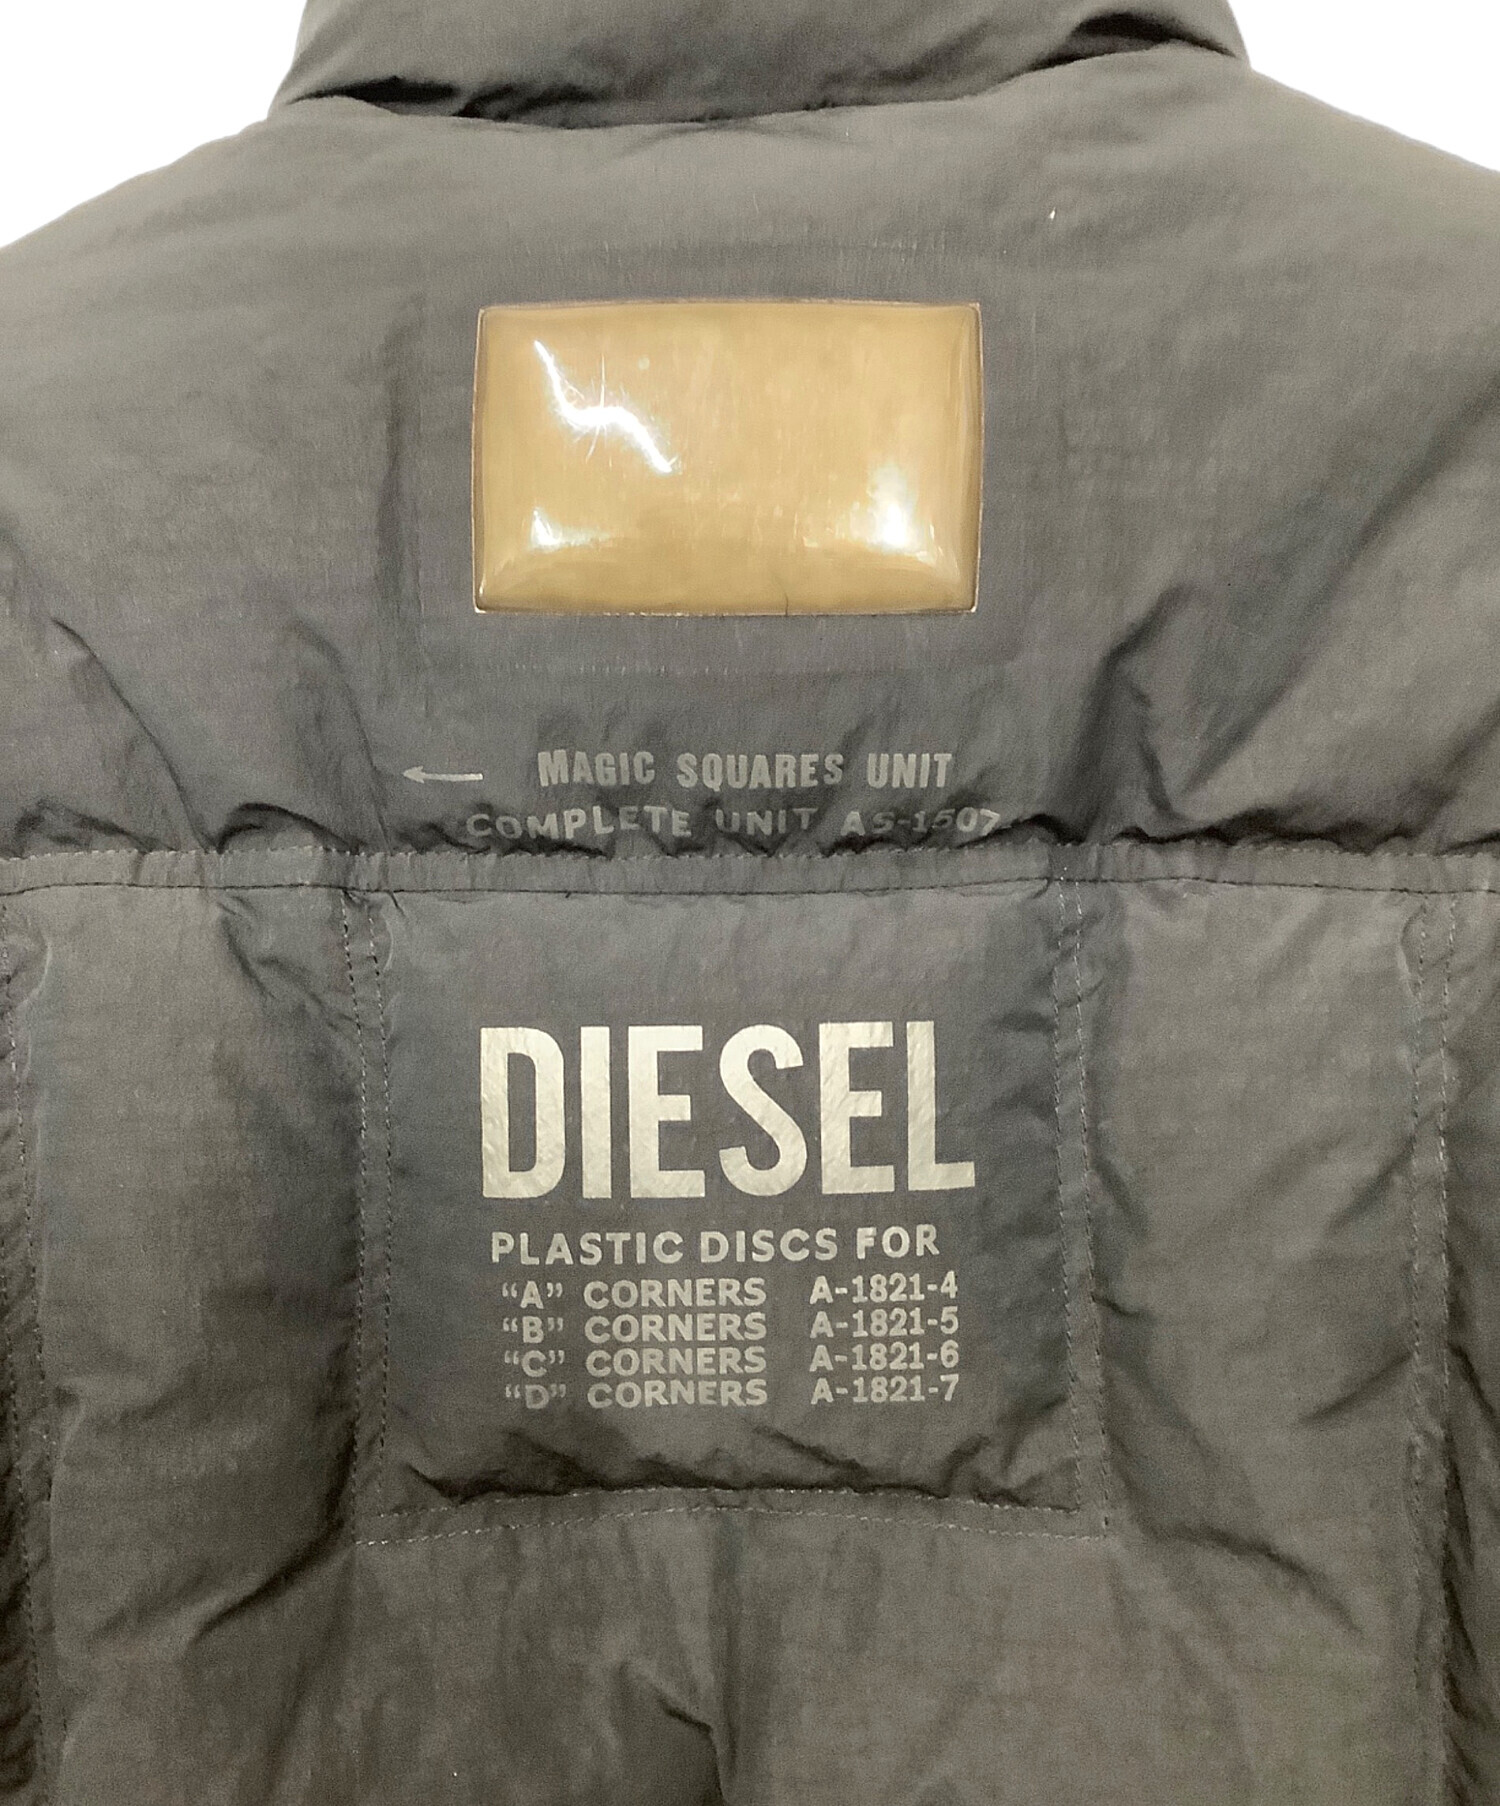 MAGIC SQUARES UNIT
COMPLETE UNIT AS-1507
DIESEL
PLASTIC DISCS FOR
“A” CORNERS A-1821-4
“B” CORNERS A-1821-5
“C” CORNERS A-1821-6
“D” CORNERS A-1821-7